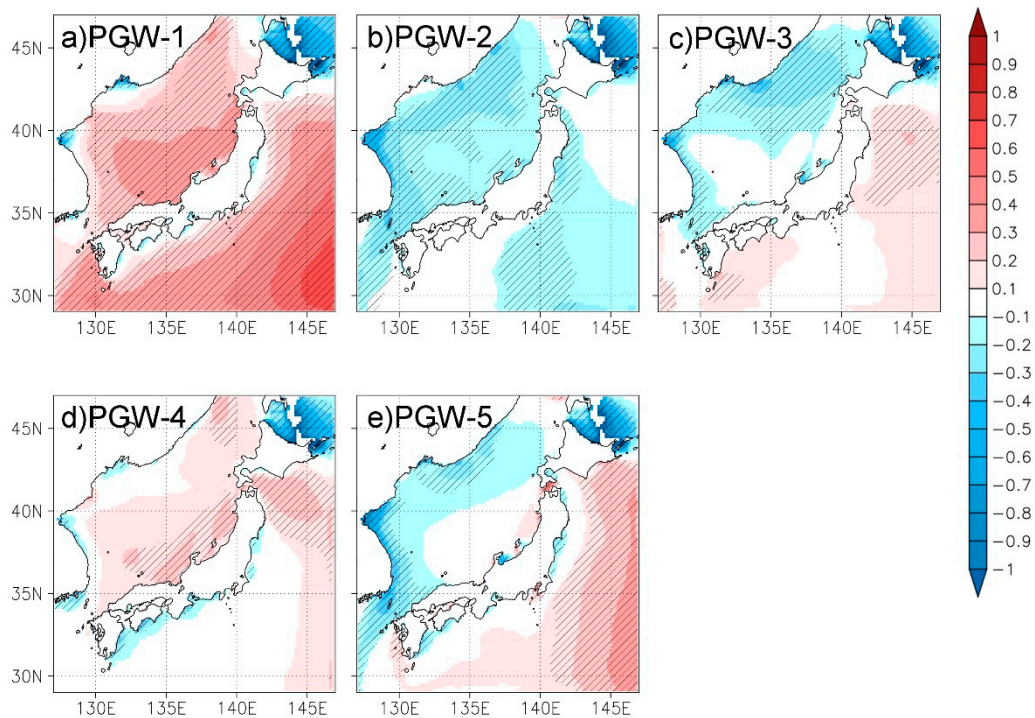 a)PGW-1
b)PGW-2
c)PGW-3
45N
40N
35N
30N
130E 135E 140E 145E
130E 135E 140E 145E
130E 135E 140E 145E
d)PGW-4
e)PGW-5
45N
40N
35N
30N
130E 135E 140E 145E
130E 135E 140E 145E
1
0.9
0.8
0.7
0.6
0.5
0.4
0.3
0.2
0.1
-0.1
-0.2
-0.3
-0.4
-0.5
-0.6
-0.7
-0.8
-0.9
-1